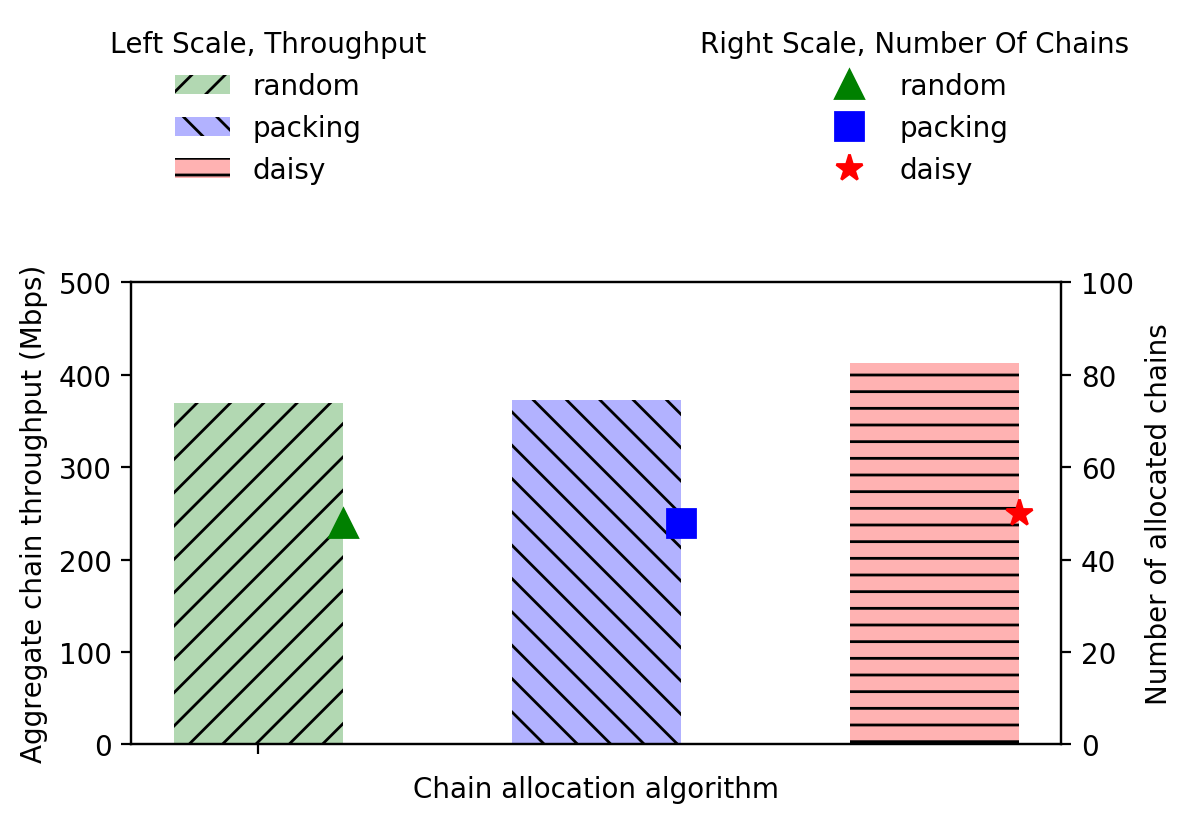 Left Scale, Throughput
random
packing
daisy
Right Scale, Number Of Chains
random
packing
daisy
Aggregate chain throughput (Mbps)
500
400
300
200
100
0
100
80
60
40
20
0
Number of allocated chains
Chain allocation algorithm